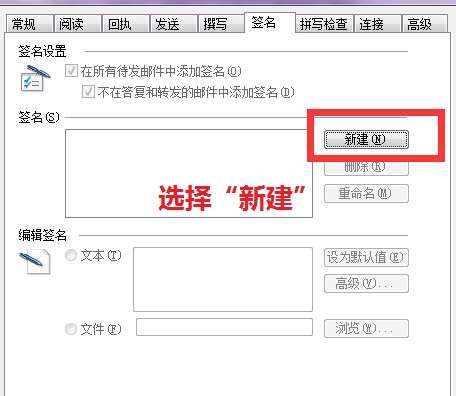 常规 阅读 回执 发送 撰写 签名 拼写检查 连接 高级
签名设置
在所有待发邮件中添加签名(O)
不在答复和转发的邮件中添加签名(D)
签名(S)
新建(N)
删除(R)
选择“新建”
重命名(M)
编辑签名
文本(T)
设为默认值(E)
高级(V)...
文件(F)
浏览(W)...